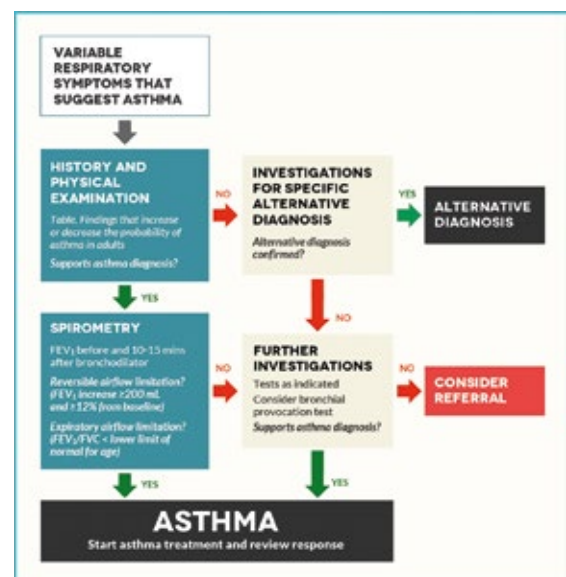 VARIABLE
RESPIRATORY
SYMPTOMS THAT
SUGGEST ASTHMA
HISTORY AND
PHYSICAL
EXAMINATION
Table. Findings that increase
or decrease the probability of
asthma in adults
Supports asthma diagnosis?
NO
INVESTIGATIONS
FOR SPECIFIC
ALTERNATIVE
DIAGNOSIS
Alternative diagnosis
confirmed?
YES
ALTERNATIVE
DIAGNOSIS
YES
NO
SPIROMETRY
FEV₁ before and 10-15 mins
after bronchodilator
Reversible airflow limitation?
(FEV₁ increase ≥200 mL
and ≥12% from baseline)
Expiratory airflow limitation?
(FEV₁/FVC < lower limit of
normal for age)
NO
FURTHER
INVESTIGATIONS
Tests as indicated
Consider bronchial
provocation test
Supports asthma diagnosis?
NO
CONSIDER
REFERRAL
YES
YES
ASTHMA
Start asthma treatment and review response